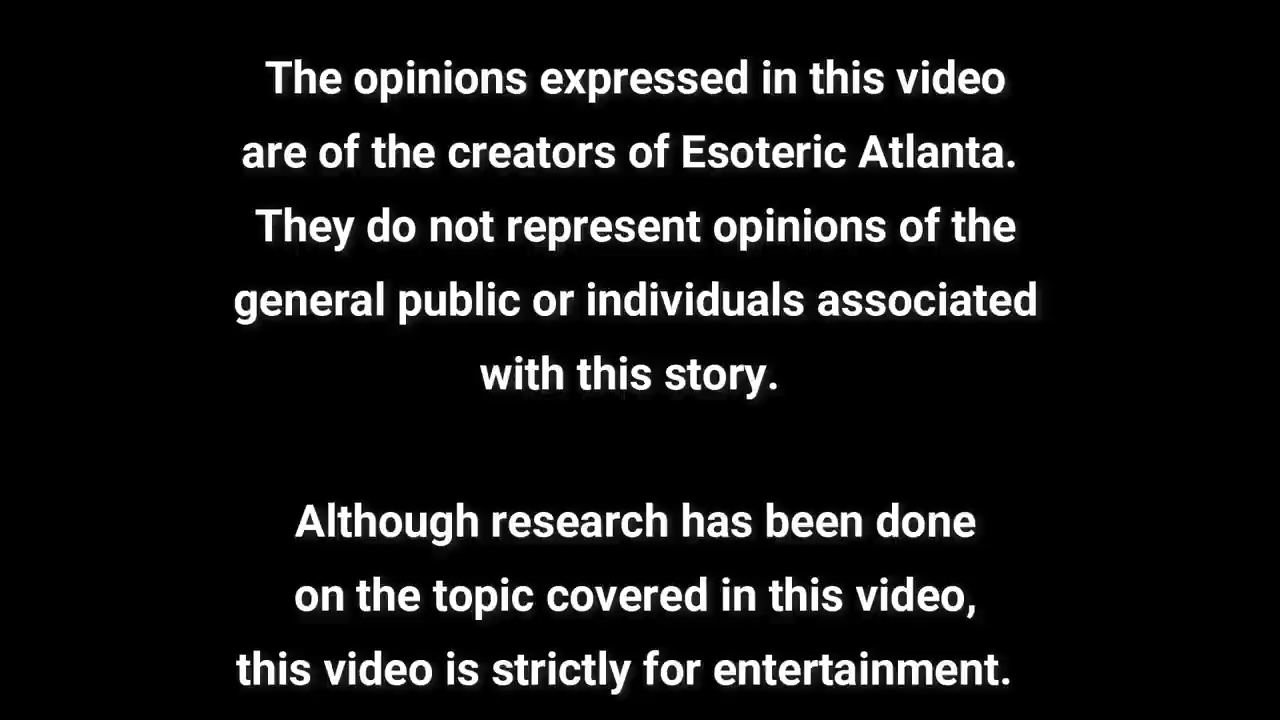 The opinions expressed in this video
are of the creators of Esoteric Atlanta.
They do not represent opinions of the
general public or individuals associated
with this story.
Although research has been done
on the topic covered in this video,
this video is strictly for entertainment.